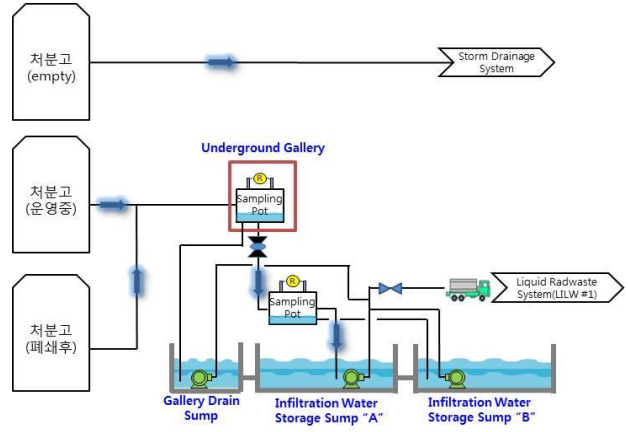 처분고
(empty)
Storm Drainage
System
Underground Gallery
처분고
(운영중)
R
Sampling
Pot
R
Sampling
Pot
Liquid Radwaste
System(LILW #1)
처분고
(폐쇄후)
Gallery Drain
Sump
Infiltration Water
Storage Sump “A”
Infiltration Water
Storage Sump “B”